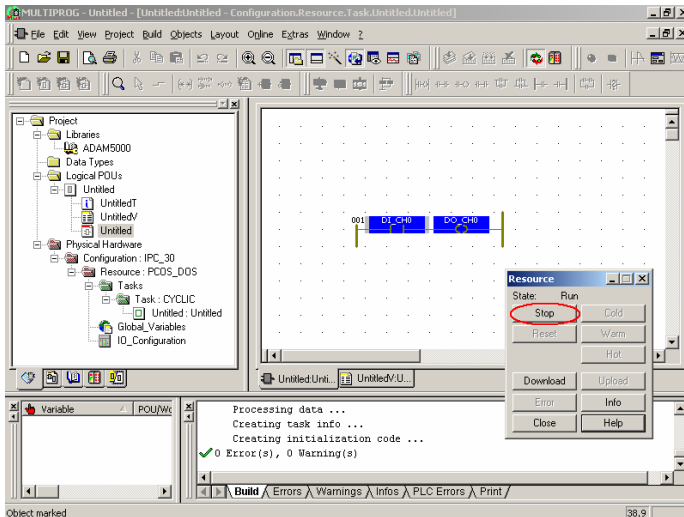 MULTIPROG - Untitled - [Untitled:Untitled - Configuration.Resource.Task.Untitled.Untitled]
File Edit View Project Build Objects Layout Online Extras Window ?
Project
Libraries
ADAM5000
Data Types
Logical POUs
Untitled
UntitledT
UntitledV
Untitled
Physical Hardware
Configuration : IPC_30
Resource : PCOS_DOS
Tasks
Task : CYCLIC
Untitled : Untitled
Global_Variables
IO_Configuration
001 DI_CH0 DO_CH0
Resource
State: Run
Stop Cold
Reset Warm
Hot
Download Upload
Error Info
Close Help
Untitled:Unti... UntitledV:U...
Variable POU/Wo
Processing data ...
Creating task info ...
Creating initialization code ...
0 Error(s), 0 Warning(s)
Build Errors Warnings Infos PLC Errors Print
Object marked 38,9